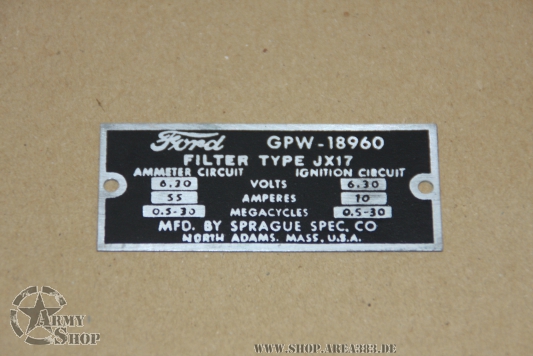 Ford GPW-18960
FILTER TYPE JX17
AMMETER CIRCUIT IGNITION CIRCUIT
6.30 VOLTS 6.30
55 AMPERES 10
0.5-30 MEGACYCLES 0.5-30
MFD. BY SPRAGUE SPEC. CO
NORTH ADAMS, MASS, U.S.A.
ARMY
SHOP
WWW.SHOP.AREA383.DE